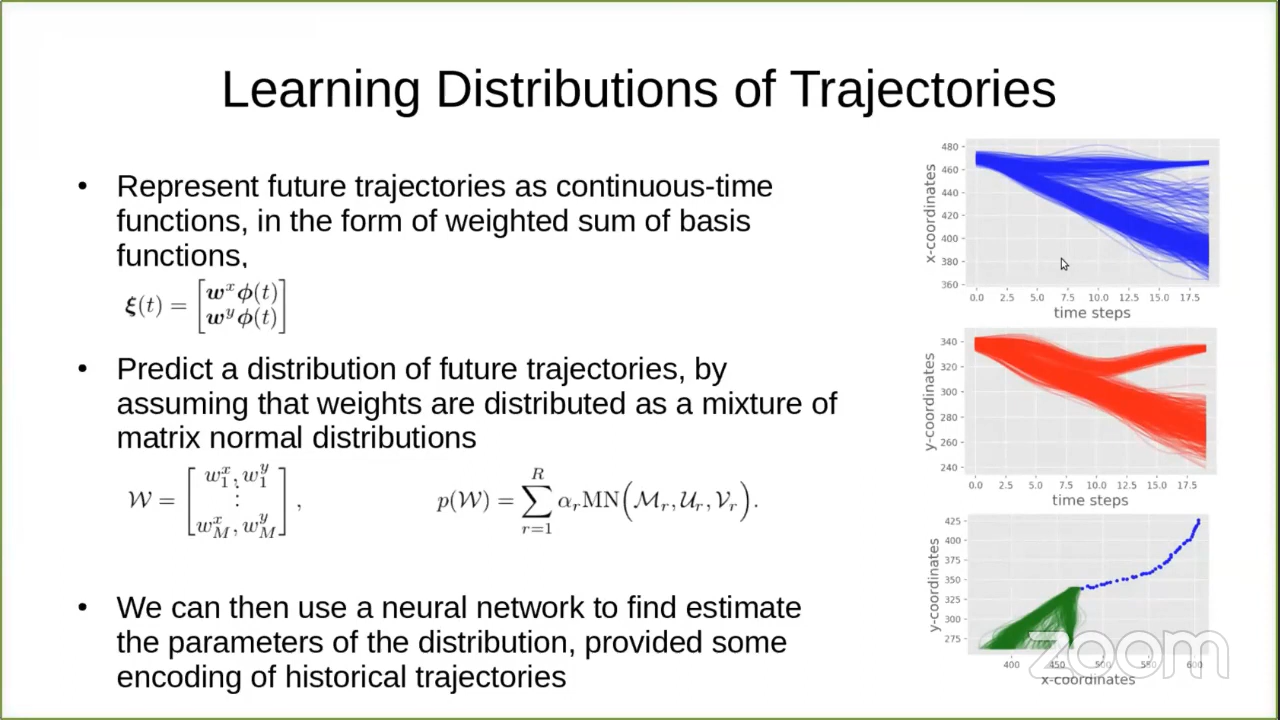 Learning Distributions of Trajectories
• Represent future trajectories as continuous-time
functions, in the form of weighted sum of basis
functions,
ξ(t) = [w^x ϕ(t)
w^y ϕ(t)]
• Predict a distribution of future trajectories, by
assuming that weights are distributed as a mixture of
matrix normal distributions
𝒲 = [w_1^x, w_1^y
⋮
w_M^x, w_M^y] ,
p(𝒲) = ∑_{r=1}^{R} α_r MN(ℳ_r, 𝒰_r, 𝒱_r).
• We can then use a neural network to find estimate
the parameters of the distribution, provided some
encoding of historical trajectories
x-coordinates
480
460
440
420
400
380
360
0.0 2.5 5.0 7.5 10.0 12.5 15.0 17.5
time steps
y-coordinates
340
320
300
280
260
240
0.0 2.5 5.0 7.5 10.0 12.5 15.0 17.5
time steps
y-coordinates
425
400
375
350
325
300
275
400 450 500 550 600
x-coordinates
zoom